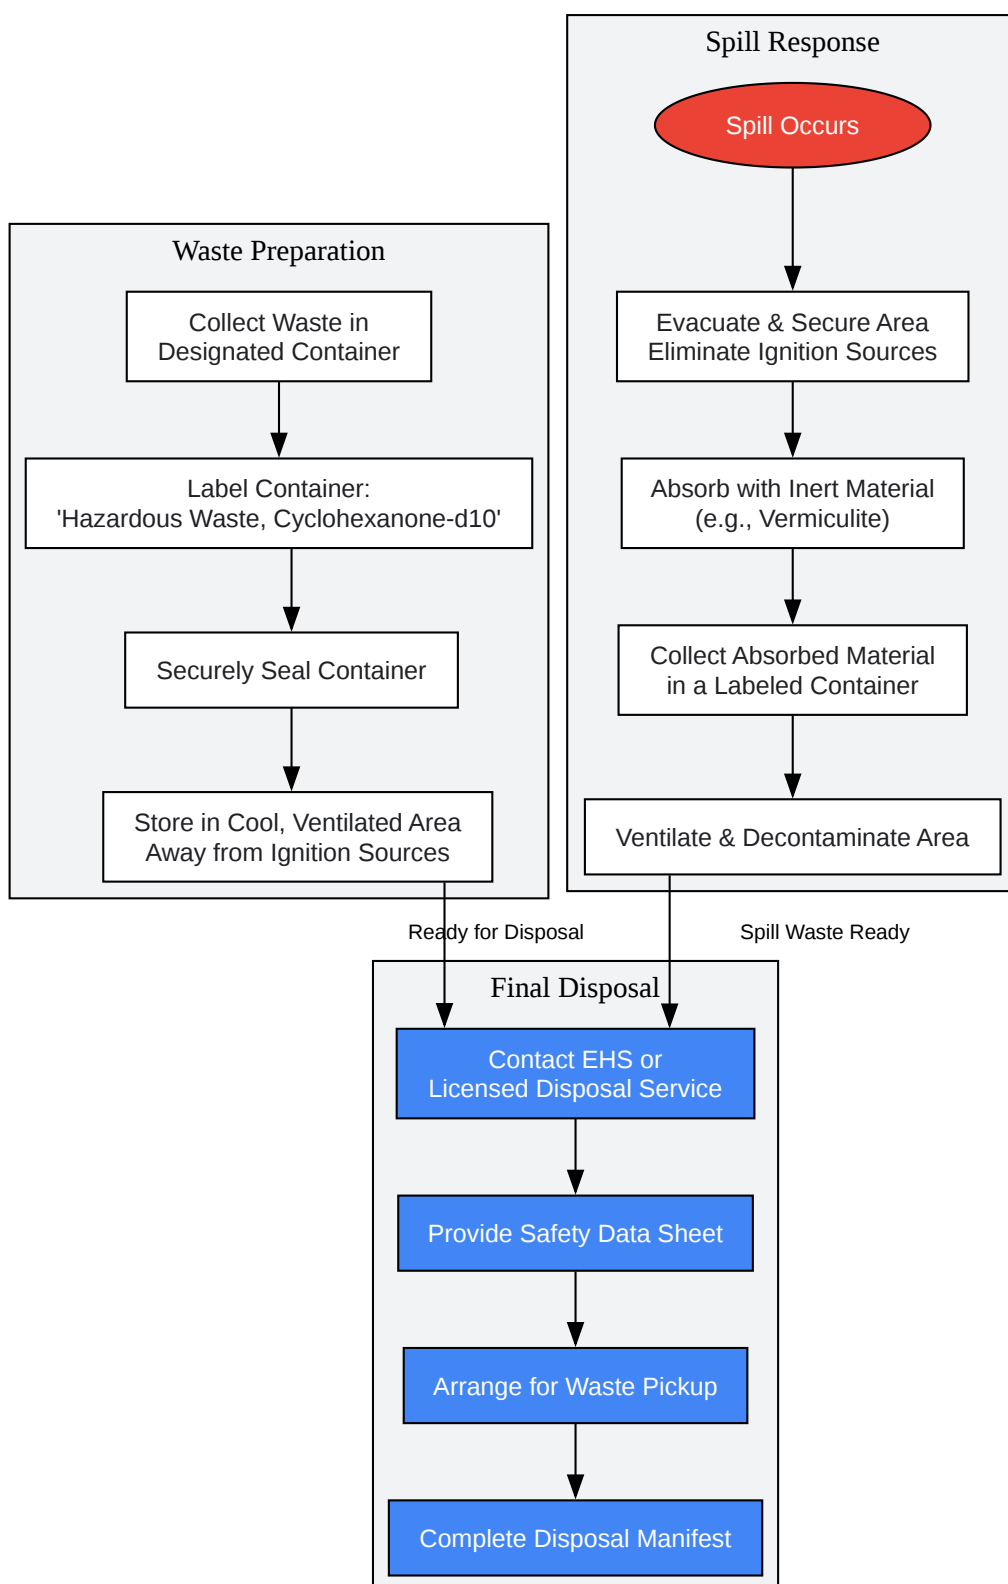 Spill Response
Spill Occurs
Evacuate & Secure Area
Eliminate Ignition Sources
Absorb with Inert Material
(e.g., Vermiculite)
Collect Absorbed Material
in a Labeled Container
Ventilate & Decontaminate Area
Waste Preparation
Collect Waste in
Designated Container
Label Container:
'Hazardous Waste, Cyclohexanone-d10'
Securely Seal Container
Store in Cool, Ventilated Area
Away from Ignition Sources
Ready for Disposal
Spill Waste Ready
Final Disposal
Contact EHS or
Licensed Disposal Service
Provide Safety Data Sheet
Arrange for Waste Pickup
Complete Disposal Manifest